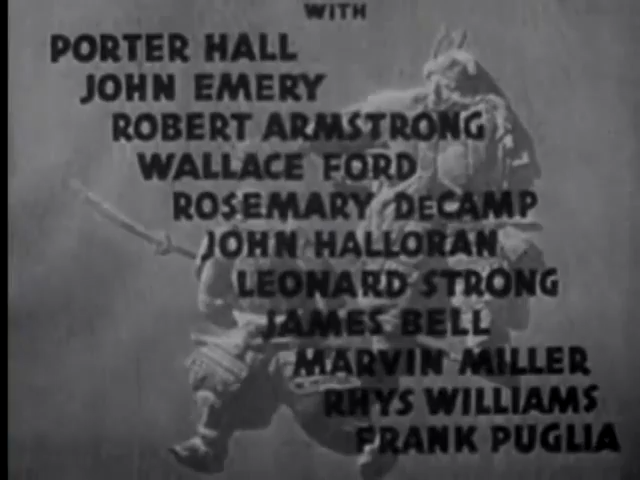 WITH
PORTER HALL
JOHN EMERY
ROBERT ARMSTRONG
WALLACE FORD
ROSEMARY DECAMP
JOHN HALLORAN
LEONARD STRONG
JAMES BELL
MARVIN MILLER
RHYS WILLIAMS
FRANK PUGLIA